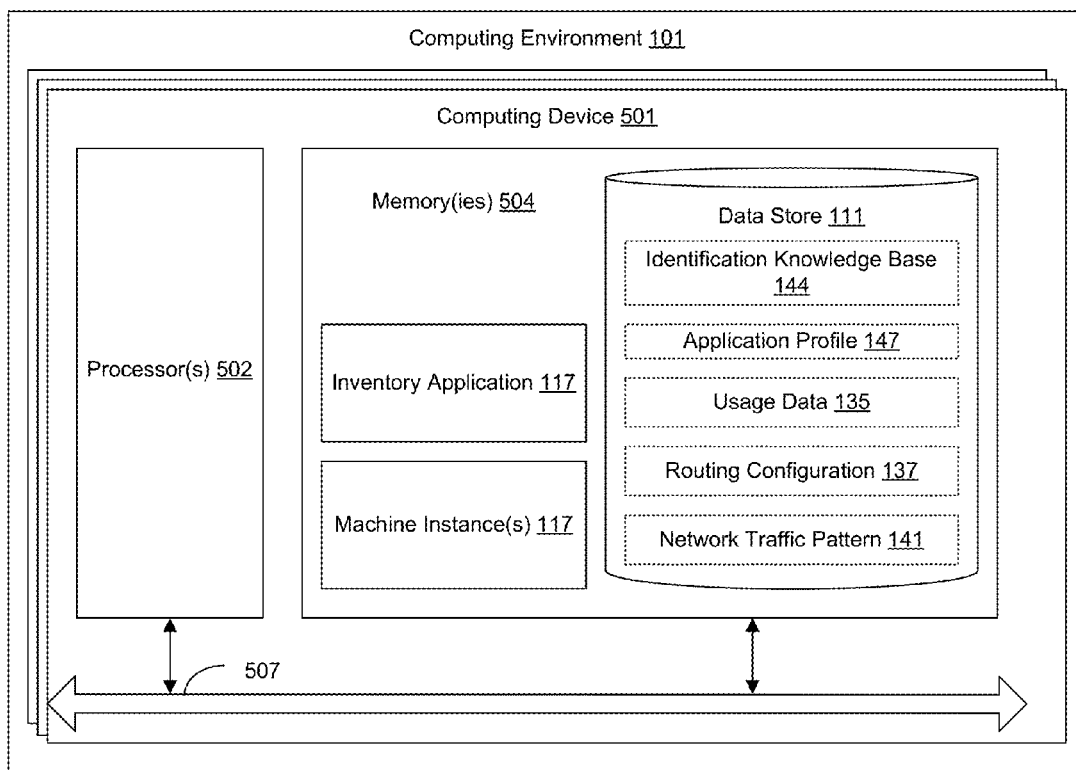 Computing Environment 101
Computing Device 501
Processor(s) 502
Memory(ies) 504
Inventory Application 117
Machine Instance(s) 117
Data Store 111
Identification Knowledge Base
144
Application Profile 147
Usage Data 135
Routing Configuration 137
Network Traffic Pattern 141
507